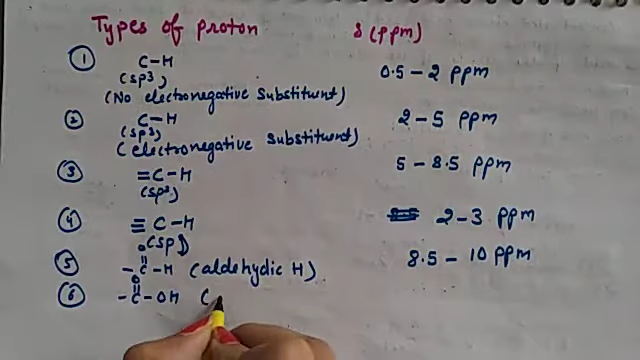 Types of proton δ (ppm)
① C-H 0.5 - 2 ppm
(sp3)
(No electronegative substituent)
② C-H 2 - 5 ppm
(sp3)
(electronegative substituent)
③ =C-H 5 - 8.5 ppm
(sp2)
④ ≡C-H 2-3 ppm
(sp)
O
⑤ -C-H (aldehydic H) 8.5 - 10 ppm
O
⑥ -C-OH (